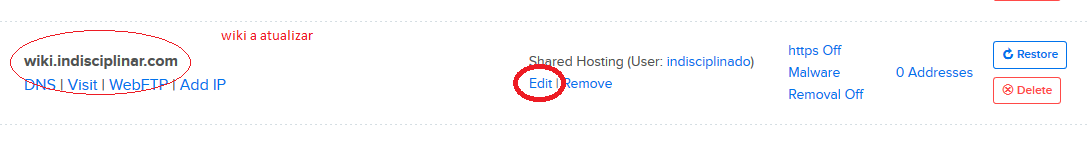 wiki a atualizar
wiki.indisciplinar.com
DNS | Visit | WebFTP | Add IP
Shared Hosting (User: indisciplinado)
Edit | Remove
https Off
Malware
Removal Off
0 Addresses
Restore
Delete